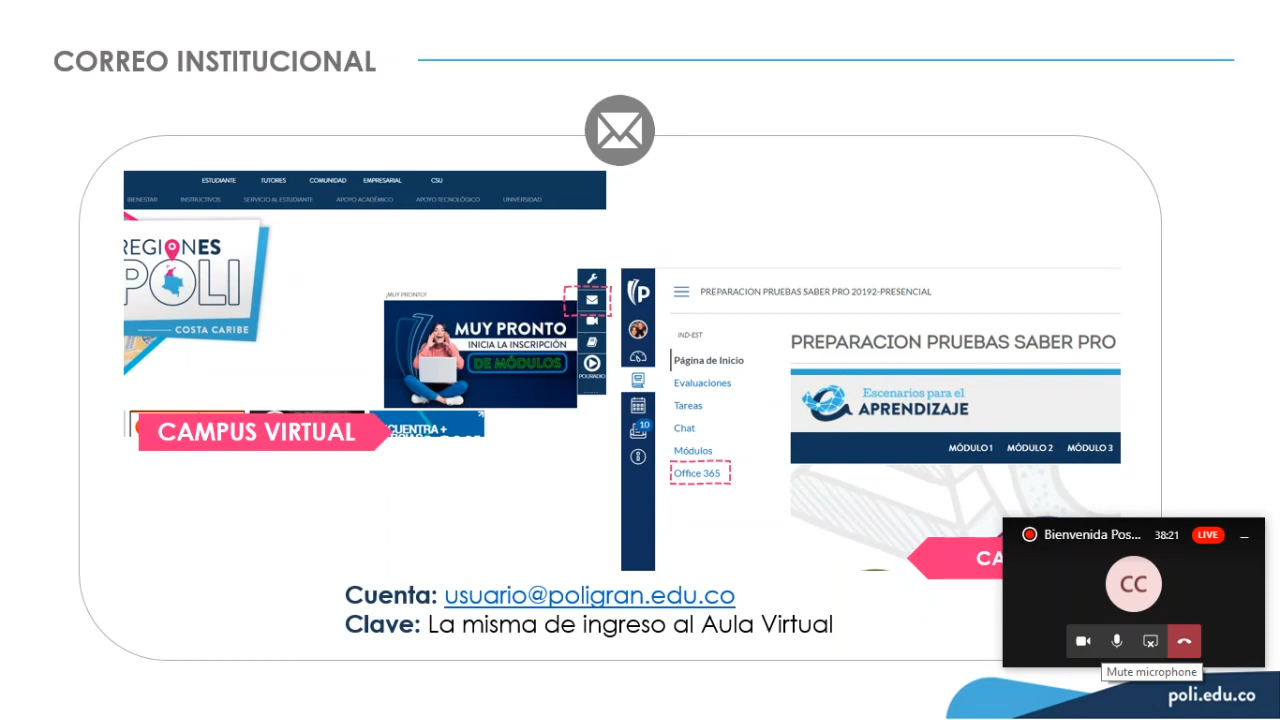 CORREO INSTITUCIONAL
ESTUDIANTE TUTORES COMUNIDAD EMPRESARIAL CSU
BIENESTAR INSTRUCTIVOS SERVICIO AL ESTUDIANTE APOYO ACADÉMICO APOYO TECNOLÓGICO UNIVERSIDAD
REGIONES
POLI
COSTA CARIBE
¡MUY PRONTO!
MUY PRONTO
INICIA LA INSCRIPCIÓN
DE MÓDULOS
POLIRADIO
CUENTRA +
CAMPUS VIRTUAL
P
PREPARACION PRUEBAS SABER PRO 20192-PRESENCIAL
IND-EST
Página de Inicio
Evaluaciones
Tareas
Chat
Módulos
Office 365
10
PREPARACION PRUEBAS SABER PRO
Escenarios para el
APRENDIZAJE
MÓDULO 1 MÓDULO 2 MÓDULO 3
CA
Cuenta: usuario@poligran.edu.co
Clave: La misma de ingreso al Aula Virtual
Bienvenida Pos... 38:21 LIVE
CC
Mute microphone
poli.edu.co